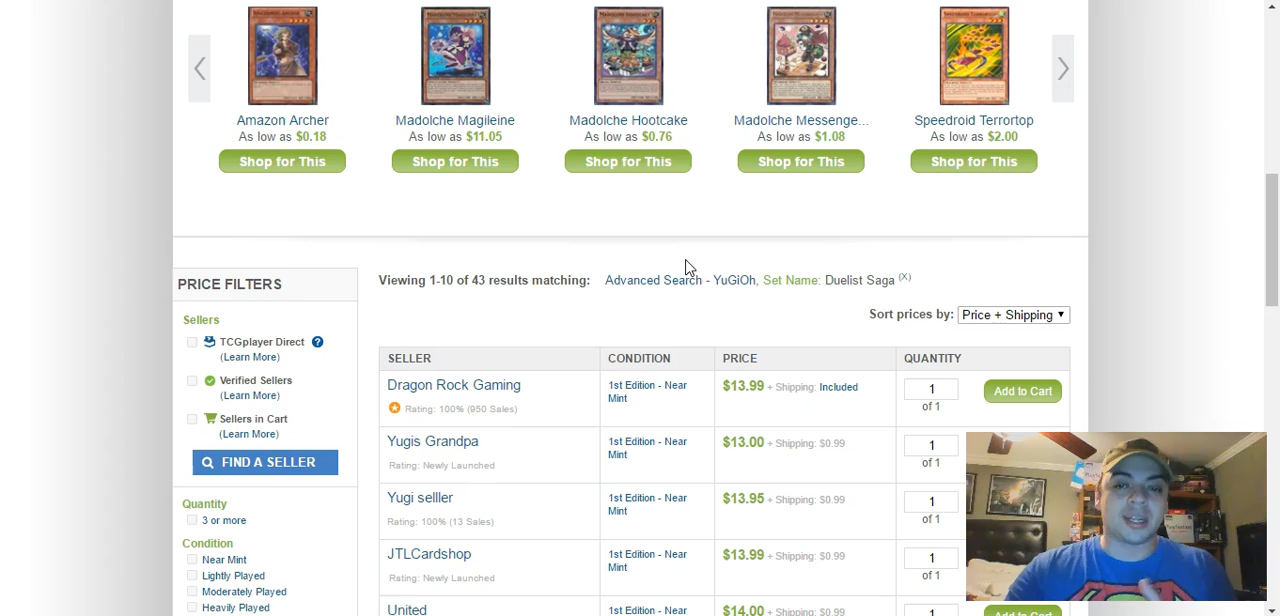 Amazon Archer
As low as $0.18
Shop for This
Madolche Magileine
As low as $11.05
Shop for This
Madolche Hootcake
As low as $0.76
Shop for This
Madolche Messenge...
As low as $1.08
Shop for This
Speedroid Terrortop
As low as $2.00
Shop for This
PRICE FILTERS
Sellers
TCGplayer Direct ?
(Learn More)
Verified Sellers
(Learn More)
Sellers in Cart
(Learn More)
FIND A SELLER
Quantity
3 or more
Condition
Near Mint
Lightly Played
Moderately Played
Heavily Played
Viewing 1-10 of 43 results matching: Advanced Search - YuGiOh, Set Name: Duelist Saga (X)
Sort prices by: Price + Shipping
SELLER CONDITION PRICE QUANTITY
Dragon Rock Gaming
Rating: 100% (950 Sales)
1st Edition - Near
Mint
$13.99 + Shipping: Included
1
of 1
Add to Cart
Yugis Grandpa
Rating: Newly Launched
1st Edition - Near
Mint
$13.00 + Shipping: $0.99
1
of 1
Yugi selller
Rating: 100% (13 Sales)
1st Edition - Near
Mint
$13.95 + Shipping: $0.99
1
of 1
JTLCardshop
Rating: Newly Launched
1st Edition - Near
Mint
$13.99 + Shipping: $0.99
1
of 1
United
1st Edition - Near
$14.00 + Shipping: $0.99
1
Add to Cart